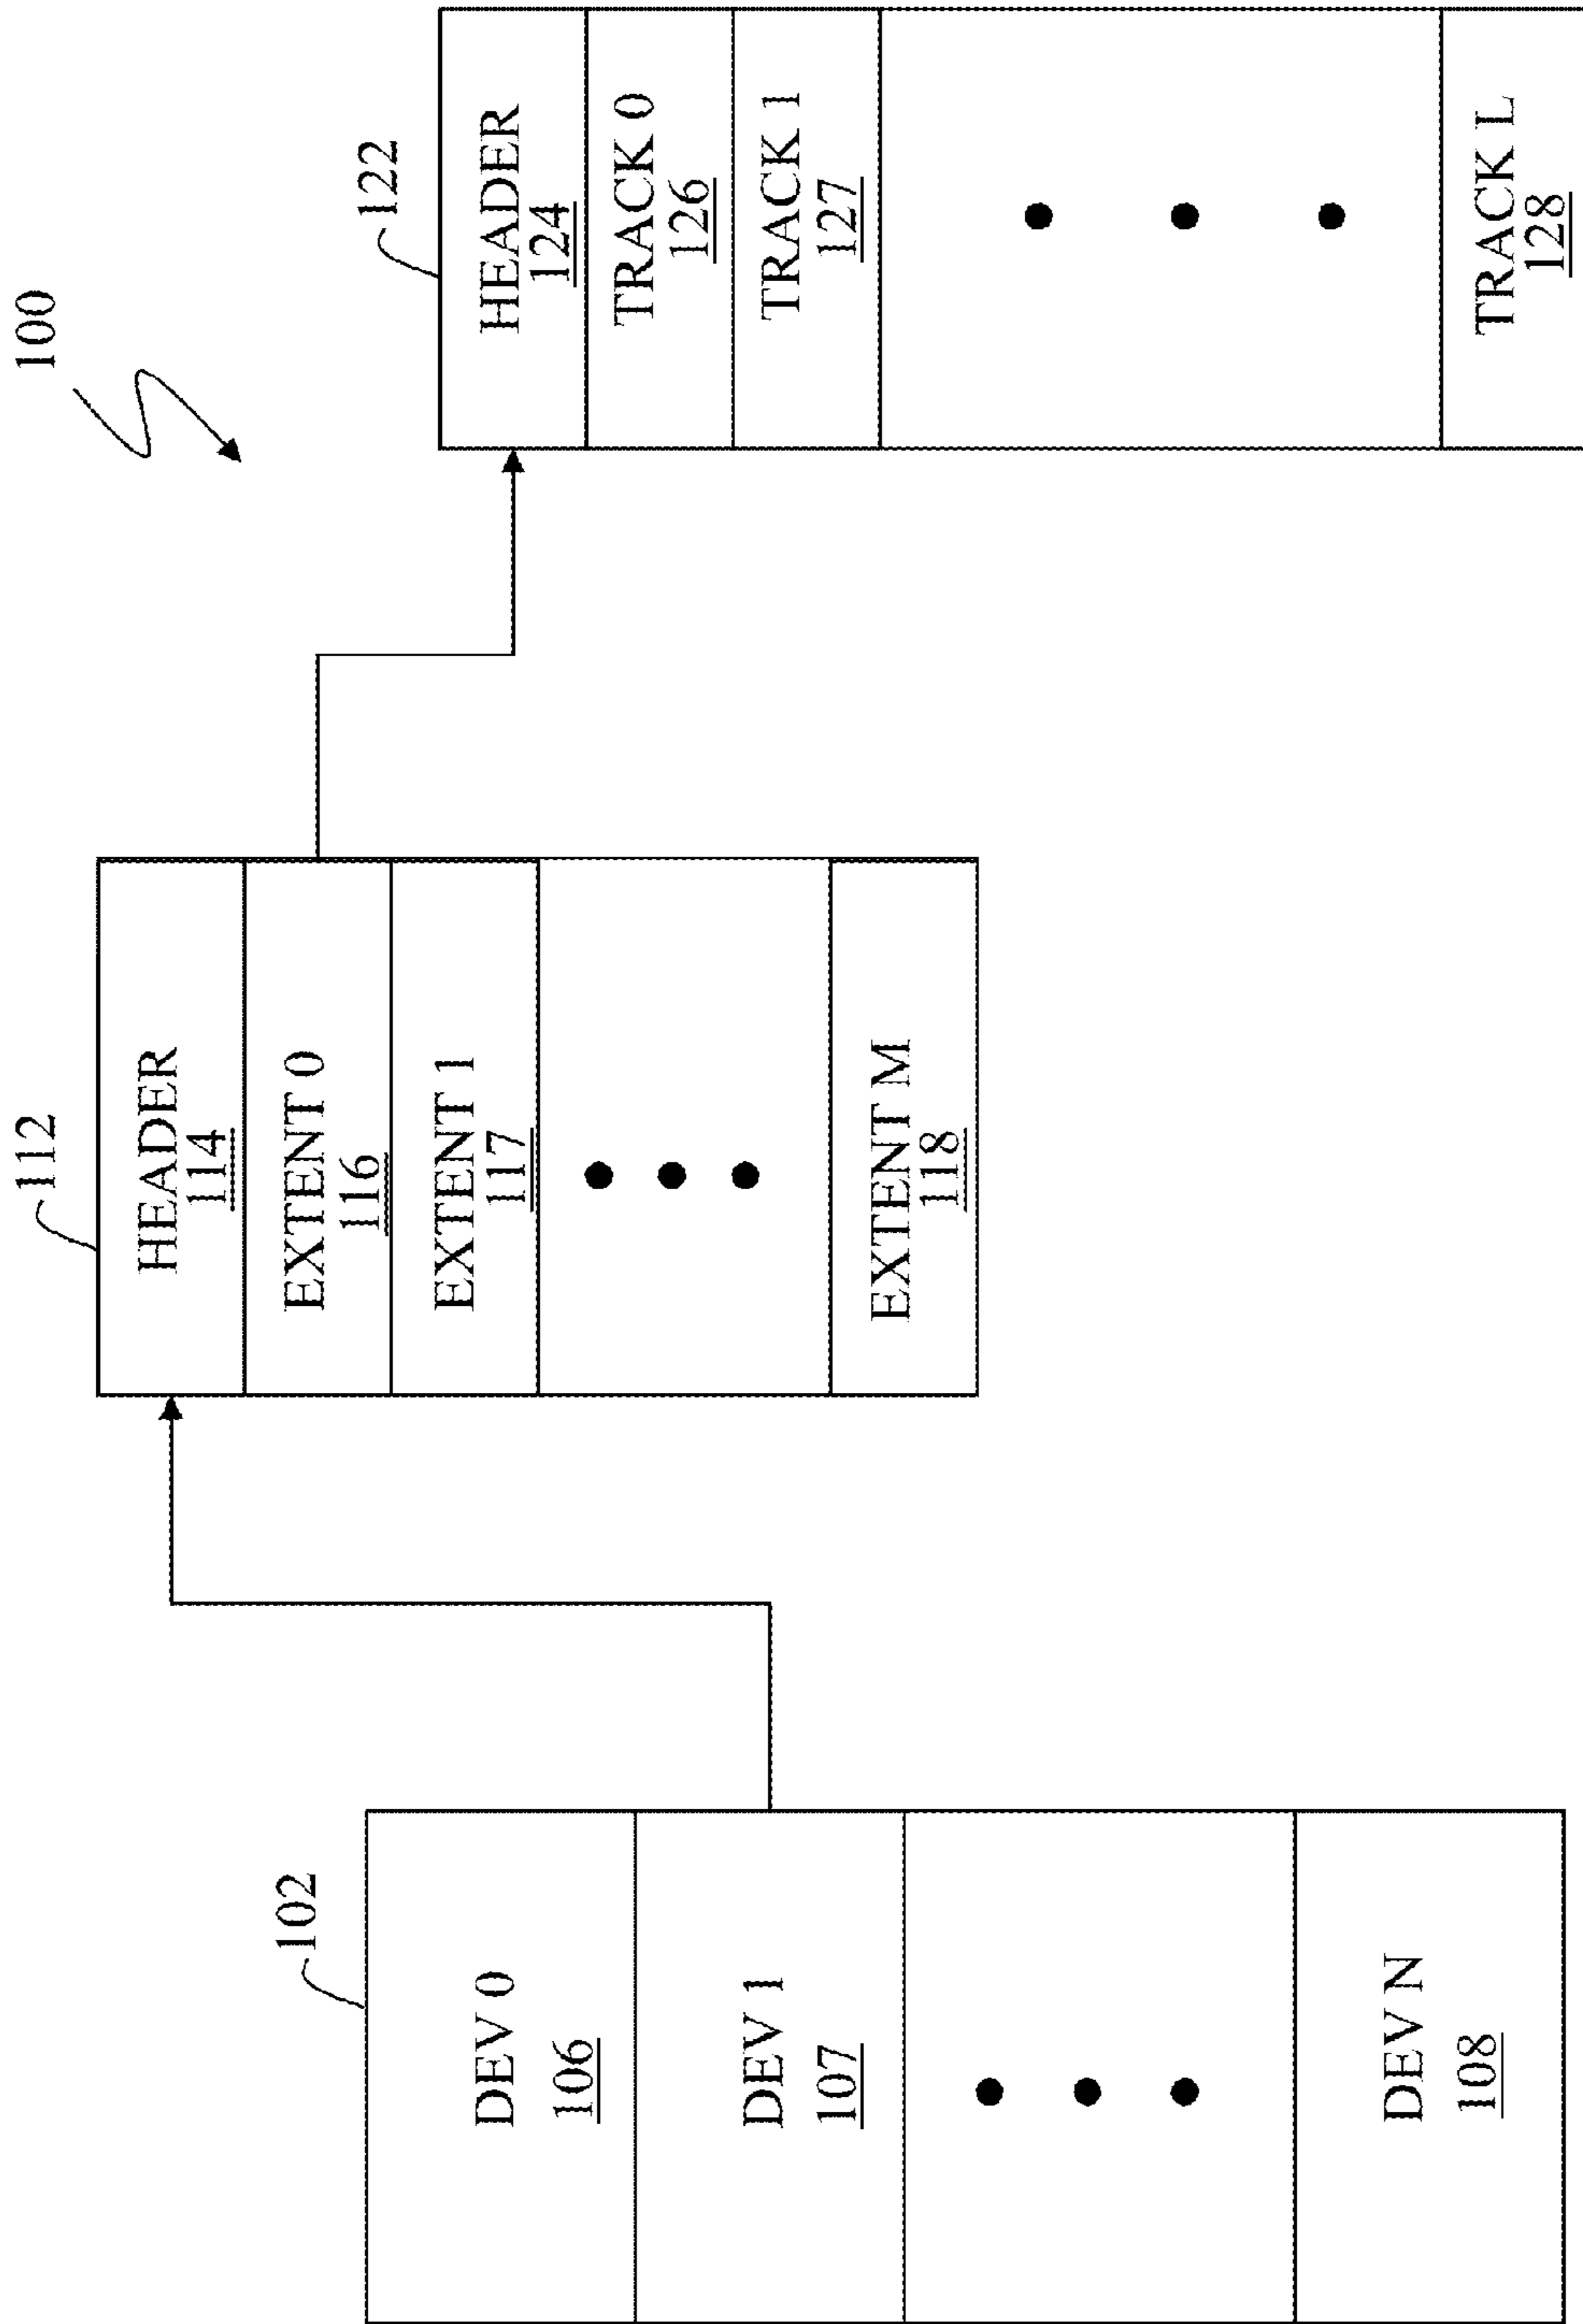 100
102
DEV 0
106
DEV 1
107
DEV N
108
112
HEADER
114
EXTENT 0
116
EXTENT 1
117
EXTENT M
118
122
HEADER
124
TRACK 0
126
TRACK 1
127
TRACK L
128